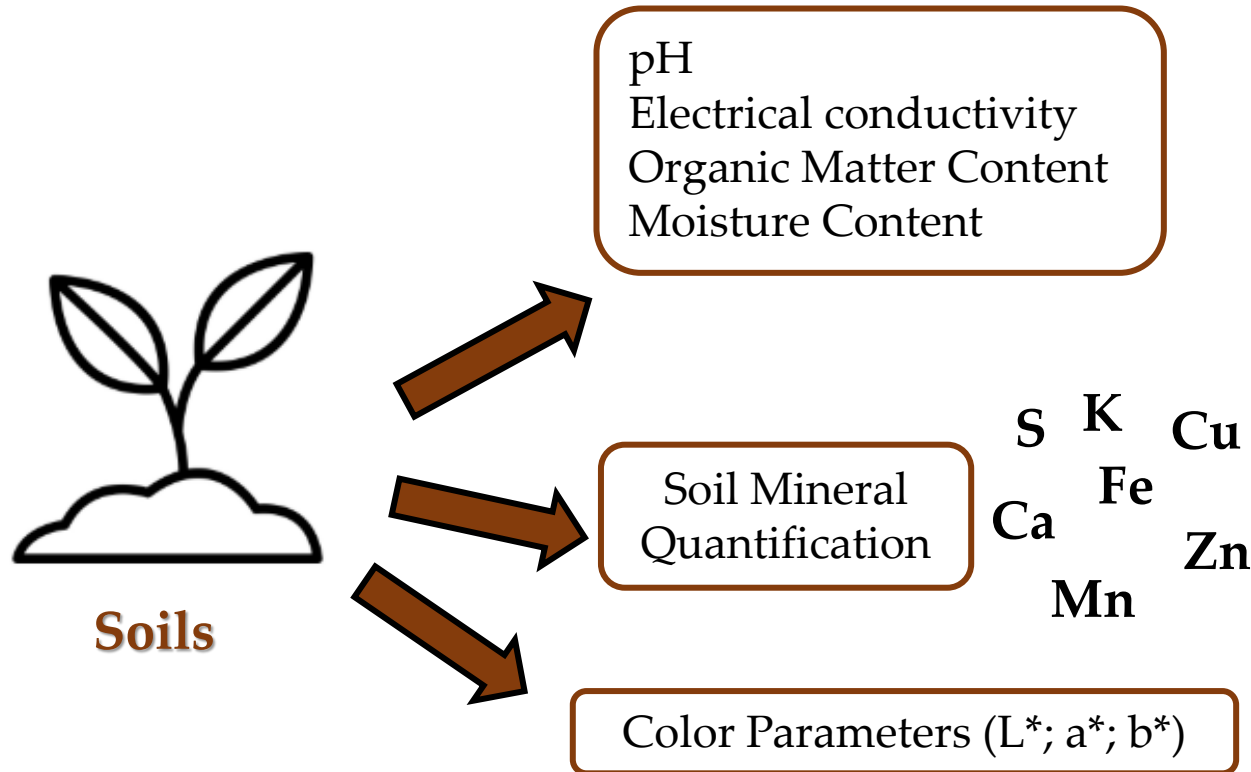 pH
Electrical conductivity
Organic Matter Content
Moisture Content
S K Cu
Soil Mineral
Quantification
Fe
Ca
Zn
Mn
Soils
Color Parameters (L*; a*; b*)